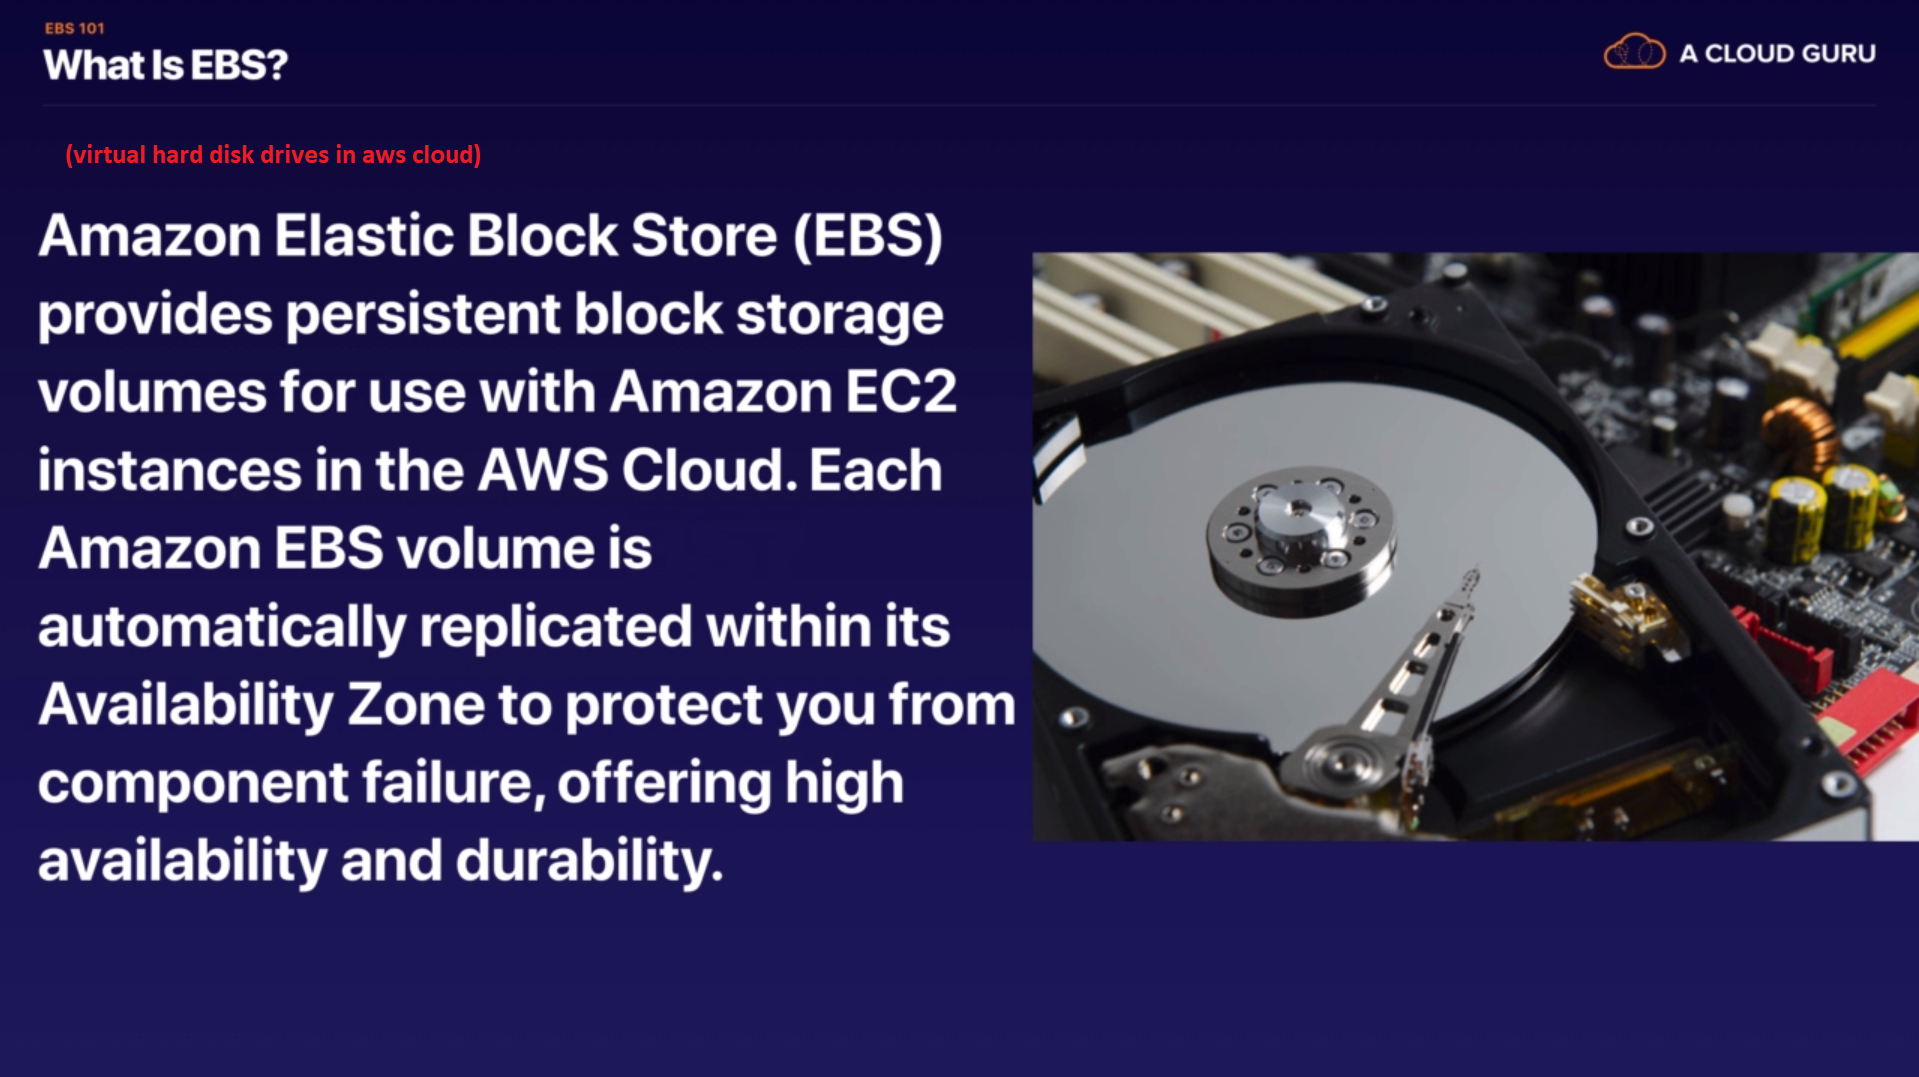 EBS 101
What Is EBS?
A CLOUD GURU
(virtual hard disk drives in aws cloud)
Amazon Elastic Block Store (EBS)
provides persistent block storage
volumes for use with Amazon EC2
instances in the AWS Cloud. Each
Amazon EBS volume is
automatically replicated within its
Availability Zone to protect you from
component failure, offering high
availability and durability.